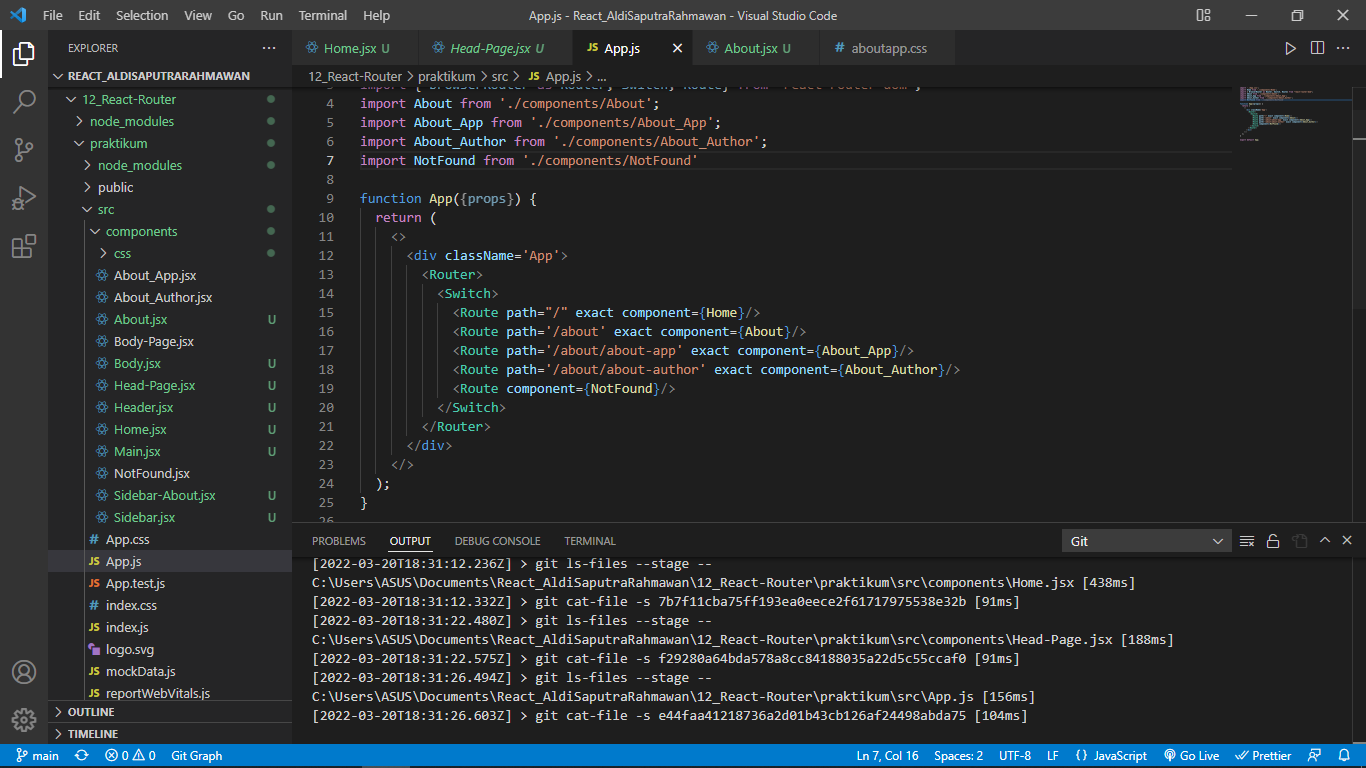 File Edit Selection View Go Run Terminal Help App.js - React_AldiSaputraRahmawan - Visual Studio Code
EXPLORER
REACT_ALDISAPUTRARAHMAWAN
12_React-Router
node_modules
praktikum
node_modules
public
src
components
css
About_App.jsx
About_Author.jsx
About.jsx U
Body-Page.jsx
Body.jsx U
Head-Page.jsx U
Header.jsx U
Home.jsx U
Main.jsx U
NotFound.jsx
Sidebar-About.jsx U
Sidebar.jsx U
# App.css
JS App.js
JS App.test.js
# index.css
JS index.js
logo.svg
JS mockData.js
JS reportWebVitals.js
OUTLINE
TIMELINE
Home.jsx U Head-Page.jsx U JS App.js About.jsx U # aboutapp.css
12_React-Router > praktikum > src > JS App.js > ...
3 import { BrowserRouter as Router, Switch, Route} from 'react-router-dom';
4 import About from './components/About';
5 import About_App from './components/About_App';
6 import About_Author from './components/About_Author';
7 import NotFound from './components/NotFound'
8
9 function App({props}) {
10 return (
11 <>
12 <div className='App'>
13 <Router>
14 <Switch>
15 <Route path="/" exact component={Home}/>
16 <Route path='/about' exact component={About}/>
17 <Route path='/about/about-app' exact component={About_App}/>
18 <Route path='/about/about-author' exact component={About_Author}/>
19 <Route component={NotFound}/>
20 </Switch>
21 </Router>
22 </div>
23 </>
24 );
25 }
26
PROBLEMS OUTPUT DEBUG CONSOLE TERMINAL Git
[2022-03-20T18:31:12.236Z] > git ls-files --stage --
C:\Users\ASUS\Documents\React_AldiSaputraRahmawan\12_React-Router\praktikum\src\components\Home.jsx [438ms]
[2022-03-20T18:31:12.332Z] > git cat-file -s 7b7f11cba75ff193ea0eece2f61717975538e32b [91ms]
[2022-03-20T18:31:22.480Z] > git ls-files --stage --
C:\Users\ASUS\Documents\React_AldiSaputraRahmawan\12_React-Router\praktikum\src\components\Head-Page.jsx [188ms]
[2022-03-20T18:31:22.575Z] > git cat-file -s f29280a64bda578a8cc84188035a22d5c55ccaf0 [91ms]
[2022-03-20T18:31:26.494Z] > git ls-files --stage --
C:\Users\ASUS\Documents\React_AldiSaputraRahmawan\12_React-Router\praktikum\src\App.js [156ms]
[2022-03-20T18:31:26.603Z] > git cat-file -s e44faa41218736a2d01b43cb126af24498abda75 [104ms]
main 0 0 Git Graph Ln 7, Col 16 Spaces: 2 UTF-8 LF {} JavaScript Go Live Prettier